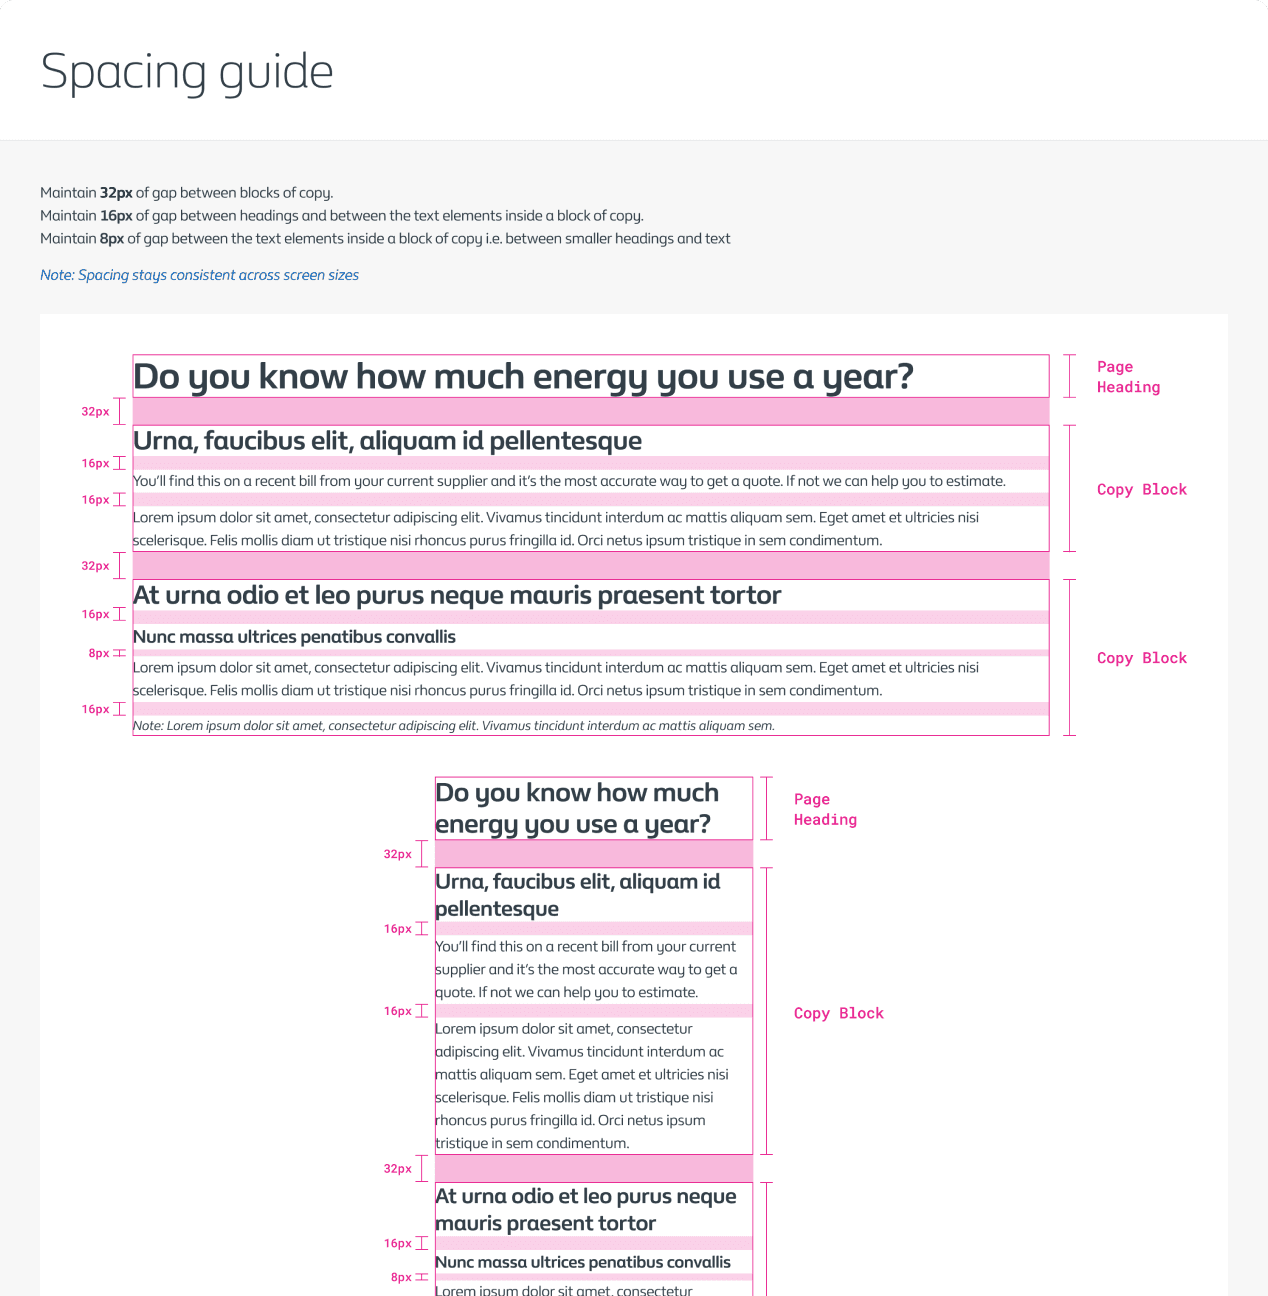 Spacing guide
Maintain 32px of gap between blocks of copy.
Maintain 16px of gap between headings and between the text elements inside a block of copy.
Maintain 8px of gap between the text elements inside a block of copy i.e. between smaller headings and text
Note: Spacing stays consistent across screen sizes
Do you know how much energy you use a year?
Page
Heading
32px
Urna, faucibus elit, aliquam id pellentesque
16px
You'll find this on a recent bill from your current supplier and it's the most accurate way to get a quote. If not we can help you to estimate.
Copy Block
16px
Lorem ipsum dolor sit amet, consectetur adipiscing elit. Vivamus tincidunt interdum ac mattis aliquam sem. Eget amet et ultricies nisi
scelerisque. Felis mollis diam ut tristique nisi rhoncus purus fringilla id. Orci netus ipsum tristique in sem condimentum.
32px
At urna odio et leo purus neque mauris praesent tortor
16px
Nunc massa ultrices penatibus convallis
8px
Copy Block
Lorem ipsum dolor sit amet, consectetur adipiscing elit. Vivamus tincidunt interdum ac mattis aliquam sem. Eget amet et ultricies nisi
scelerisque. Felis mollis diam ut tristique nisi rhoncus purus fringilla id. Orci netus ipsum tristique in sem condimentum.
16px
Note: Lorem ipsum dolor sit amet, consectetur adipiscing elit. Vivamus tincidunt interdum ac mattis aliquam sem.
Do you know how much
energy you use a year?
Page
Heading
32px
Urna, faucibus elit, aliquam id
pellentesque
16px
You'll find this on a recent bill from your current
supplier and it's the most accurate way to get a
quote. If not we can help you to estimate.
16px
Copy Block
Lorem ipsum dolor sit amet, consectetur
adipiscing elit. Vivamus tincidunt interdum ac
mattis aliquam sem. Eget amet et ultricies nisi
scelerisque. Felis mollis diam ut tristique nisi
rhoncus purus fringilla id. Orci netus ipsum
tristique in sem condimentum.
32px
At urna odio et leo purus neque
mauris praesent tortor
16px
Nunc massa ultrices penatibus convallis
8px
Lorem ipsum dolor sit amet, consectetur